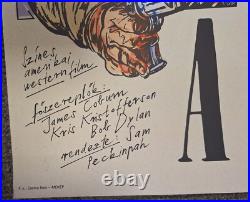 színes,
amerikai
westernfilm
főszereplők:
James Coburn
Kris Kristofferson
Bob Dylan
rendezte: Sam
Peckinpah
A